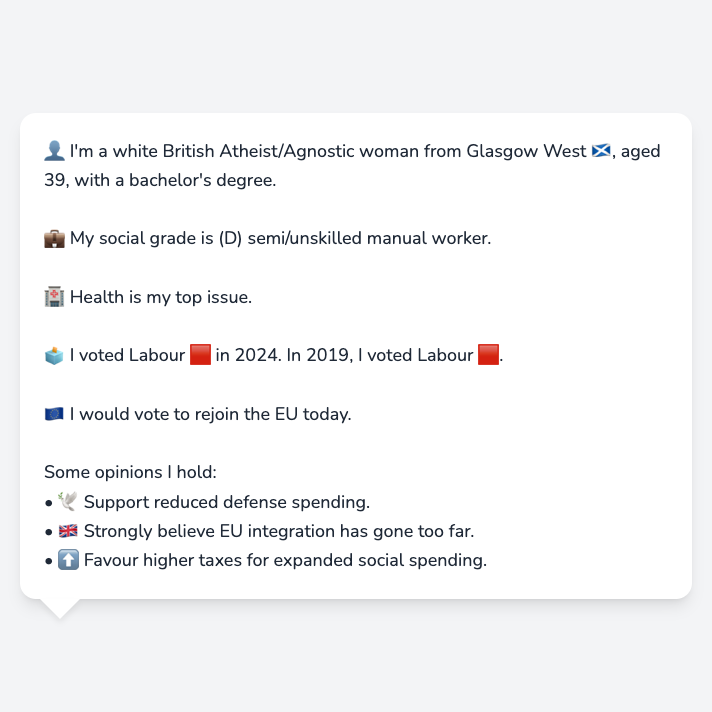 👤 I'm a white British Atheist/Agnostic woman from Glasgow West 🏴󠁧󠁢󠁳󠁣󠁴󠁿, aged
39, with a bachelor's degree.
💼 My social grade is (D) semi/unskilled manual worker.
🏥 Health is my top issue.
🗳️ I voted Labour 🟥 in 2024. In 2019, I voted Labour 🟥.
🇪🇺 I would vote to rejoin the EU today.
Some opinions I hold:
• 🕊️ Support reduced defense spending.
• 🇬🇧 Strongly believe EU integration has gone too far.
• ⬆️ Favour higher taxes for expanded social spending.